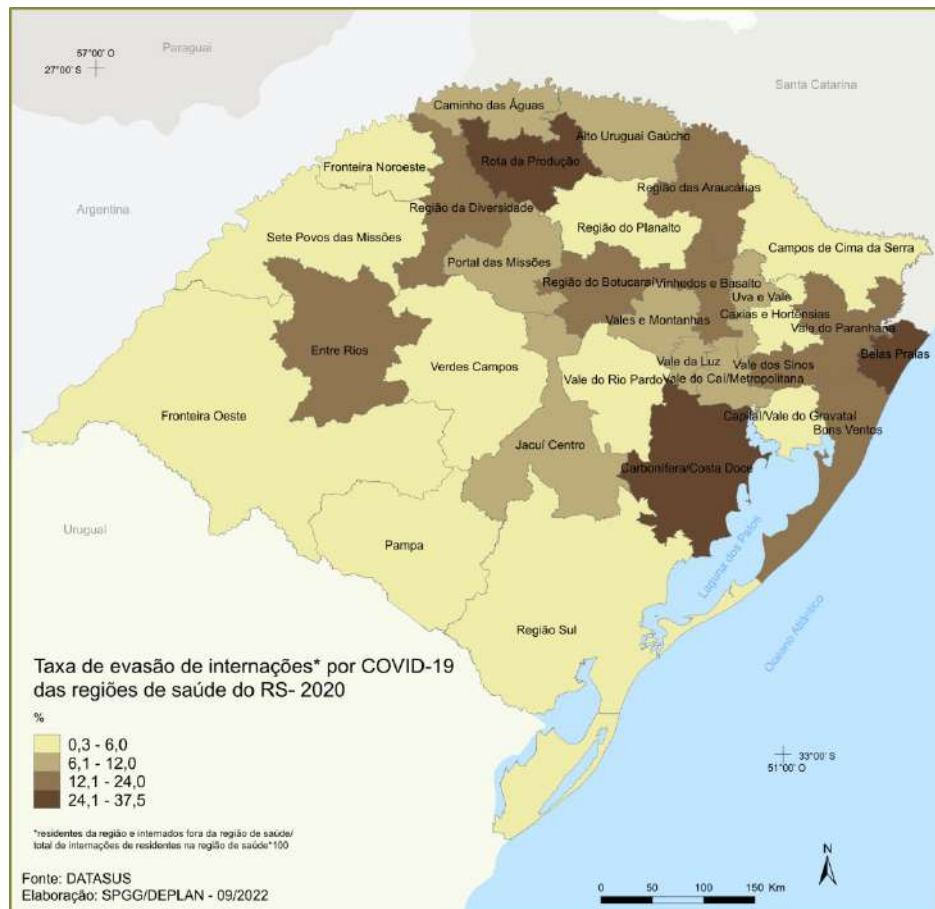 Paraguai
57°00' O
27°00' S
Santa Catarina
Caminho das Águas
Alto Uruguai Gaúcho
Rota da Produção
Fronteira Noroeste
Região das Araucárias
Argentina
Região da Diversidade
Sete Povos das Missões
Região do Planalto
Campos de Cima da Serra
Portal das Missões
Região do Botucaraí
Vinhedos e Basalto
Uva e Vale
Caxias e Hortênsias
Vales e Montanhas
Vale do Paranhana
Entre Rios
Belas Praias
Vale da Luz
Vale dos Sinos
Verdes Campos
Vale do Rio Pardo
Vale do Caí/Metropolitana
Fronteira Oeste
Capital/Vale do Gravataí
Bons Ventos
Jacuí Centro
Carbonífera/Costa Doce
Uruguai
Pampa
Laguna dos Patos
Região Sul
Oceano Atlântico
Taxa de evasão de internações* por COVID-19
das regiões de saúde do RS- 2020
%
0,3 - 6,0
6,1 - 12,0
12,1 - 24,0
24,1 - 37,5
33°00' S
51°00' O
*residentes da região e internados fora da região de saúde/
total de internações de residentes na região de saúde*100
N
Fonte: DATASUS
Elaboração: SPGG/DEPLAN - 09/2022
0 50 100 150 Km